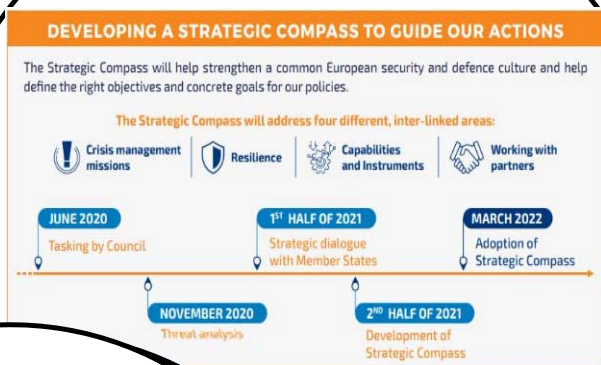 DEVELOPING A STRATEGIC COMPASS TO GUIDE OUR ACTIONS
The Strategic Compass will help strengthen a common European security and defence culture and help
define the right objectives and concrete goals for our policies.
The Strategic Compass will address four different, inter-linked areas:
Crisis management
missions
Resilience
Capabilities
and Instruments
Working with
partners
JUNE 2020
Tasking by Council
1ST HALF OF 2021
Strategic dialogue
with Member States
MARCH 2022
Adoption of
Strategic Compass
NOVEMBER 2020
Threat analysis
2ND HALF OF 2021
Development of
Strategic Compass